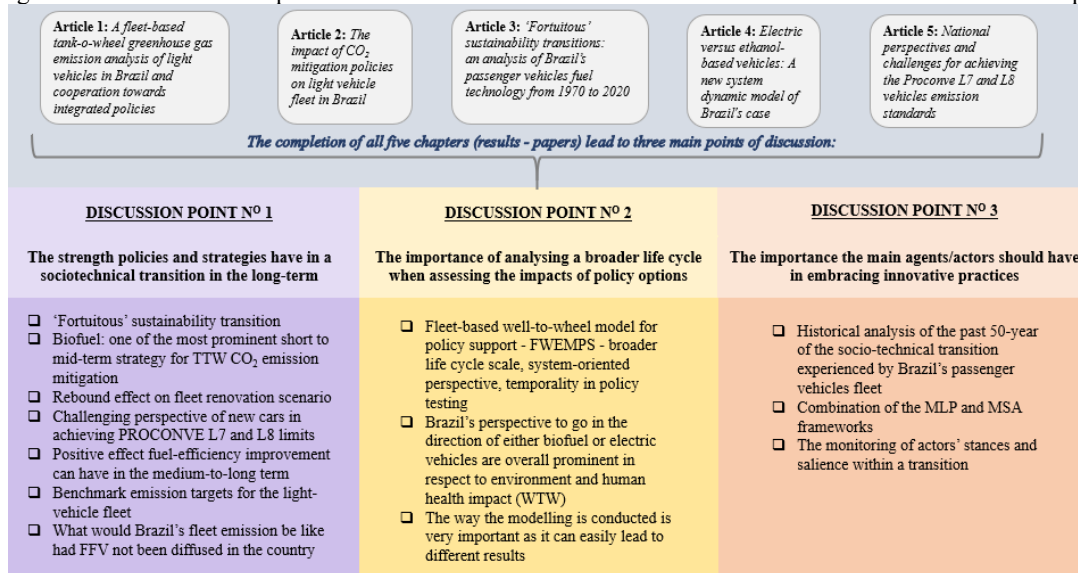 Article 1: A fleet-based
tank-o-wheel greenhouse gas
emission analysis of light
vehicles in Brazil and
cooperation towards
integrated policies
Article 2: The
impact of CO2
mitigation policies
on light vehicle
fleet in Brazil
Article 3: ‘Fortuitous’
sustainability transitions:
an analysis of Brazil’s
passenger vehicles fuel
technology from 1970 to 2020
Article 4: Electric
versus ethanol-
based vehicles: A
new system
dynamic model of
Brazil’s case
Article 5: National
perspectives and
challenges for achieving
the Proconve L7 and L8
vehicles emission
standards
The completion of all five chapters (results - papers) lead to three main points of discussion:
DISCUSSION POINT Nº 1
The strength policies and strategies have in a
sociotechnical transition in the long-term
❑ ‘Fortuitous’ sustainability transition
❑ Biofuel: one of the most prominent short to
mid-term strategy for TTW CO2 emission
mitigation
❑ Rebound effect on fleet renovation scenario
❑ Challenging perspective of new cars in
achieving PROCONVE L7 and L8 limits
❑ Positive effect fuel-efficiency improvement
can have in the medium-to-long term
❑ Benchmark emission targets for the light-
vehicle fleet
❑ What would Brazil’s fleet emission be like
had FFV not been diffused in the country
DISCUSSION POINT Nº 2
The importance of analysing a broader life cycle
when assessing the impacts of policy options
❑ Fleet-based well-to-wheel model for
policy support - FWEMPS - broader
life cycle scale, system-oriented
perspective, temporality in policy
testing
❑ Brazil’s perspective to go in the
direction of either biofuel or electric
vehicles are overall prominent in
respect to environment and human
health impact (WTW)
❑ The way the modelling is conducted is
very important as it can easily lead to
different results
DISCUSSION POINT Nº 3
The importance the main agents/actors should have
in embracing innovative practices
❑ Historical analysis of the past 50-year
of the socio-technical transition
experienced by Brazil’s passenger
vehicles fleet
❑ Combination of the MLP and MSA
frameworks
❑ The monitoring of actors’ stances and
salience within a transition